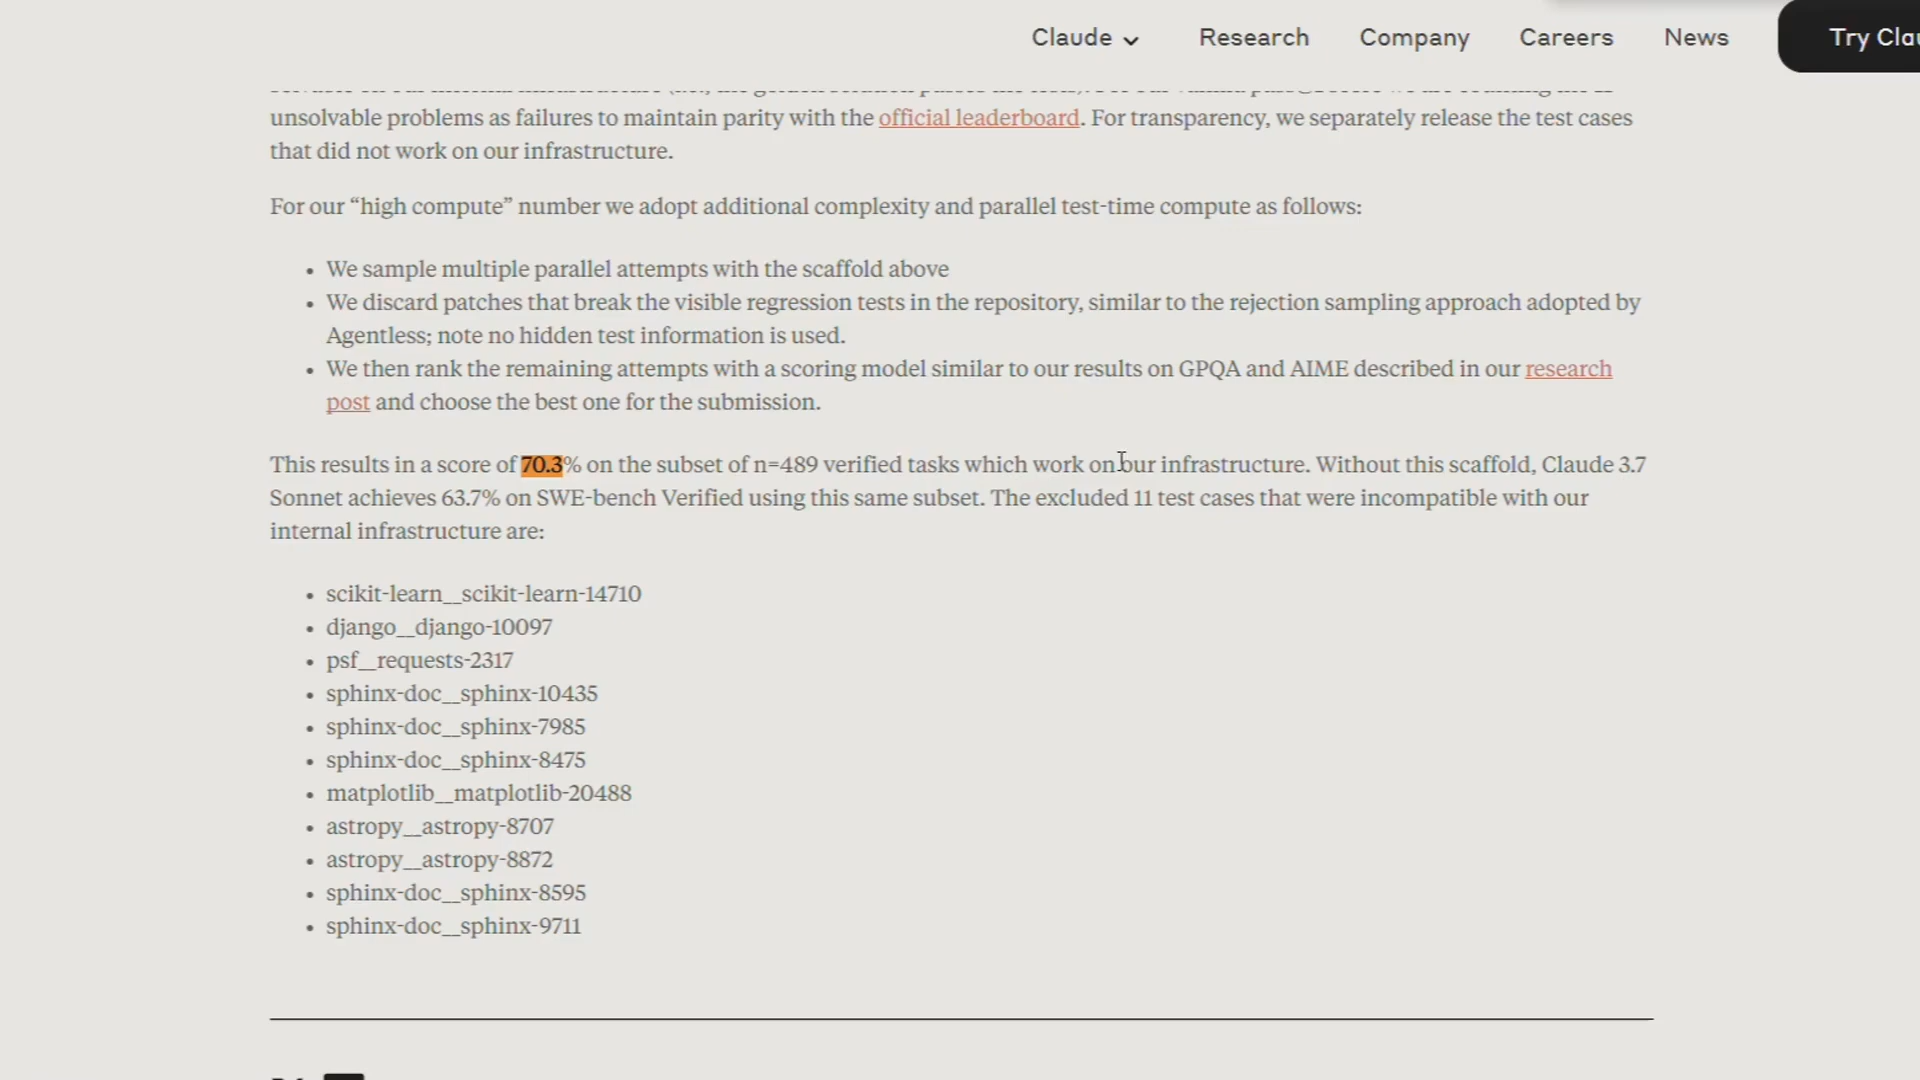 Claude Research Company Careers News Try Clau
unsolvable problems as failures to maintain parity with the official leaderboard. For transparency, we separately release the test cases
that did not work on our infrastructure.
For our “high compute” number we adopt additional complexity and parallel test-time compute as follows:
• We sample multiple parallel attempts with the scaffold above
• We discard patches that break the visible regression tests in the repository, similar to the rejection sampling approach adopted by
Agentless; note no hidden test information is used.
• We then rank the remaining attempts with a scoring model similar to our results on GPQA and AIME described in our research
post and choose the best one for the submission.
This results in a score of 70.3% on the subset of n=489 verified tasks which work on our infrastructure. Without this scaffold, Claude 3.7
Sonnet achieves 63.7% on SWE-bench Verified using this same subset. The excluded 11 test cases that were incompatible with our
internal infrastructure are:
• scikit-learn__scikit-learn-14710
• django__django-10097
• psf__requests-2317
• sphinx-doc__sphinx-10435
• sphinx-doc__sphinx-7985
• sphinx-doc__sphinx-8475
• matplotlib__matplotlib-20488
• astropy__astropy-8707
• astropy__astropy-8872
• sphinx-doc__sphinx-8595
• sphinx-doc__sphinx-9711